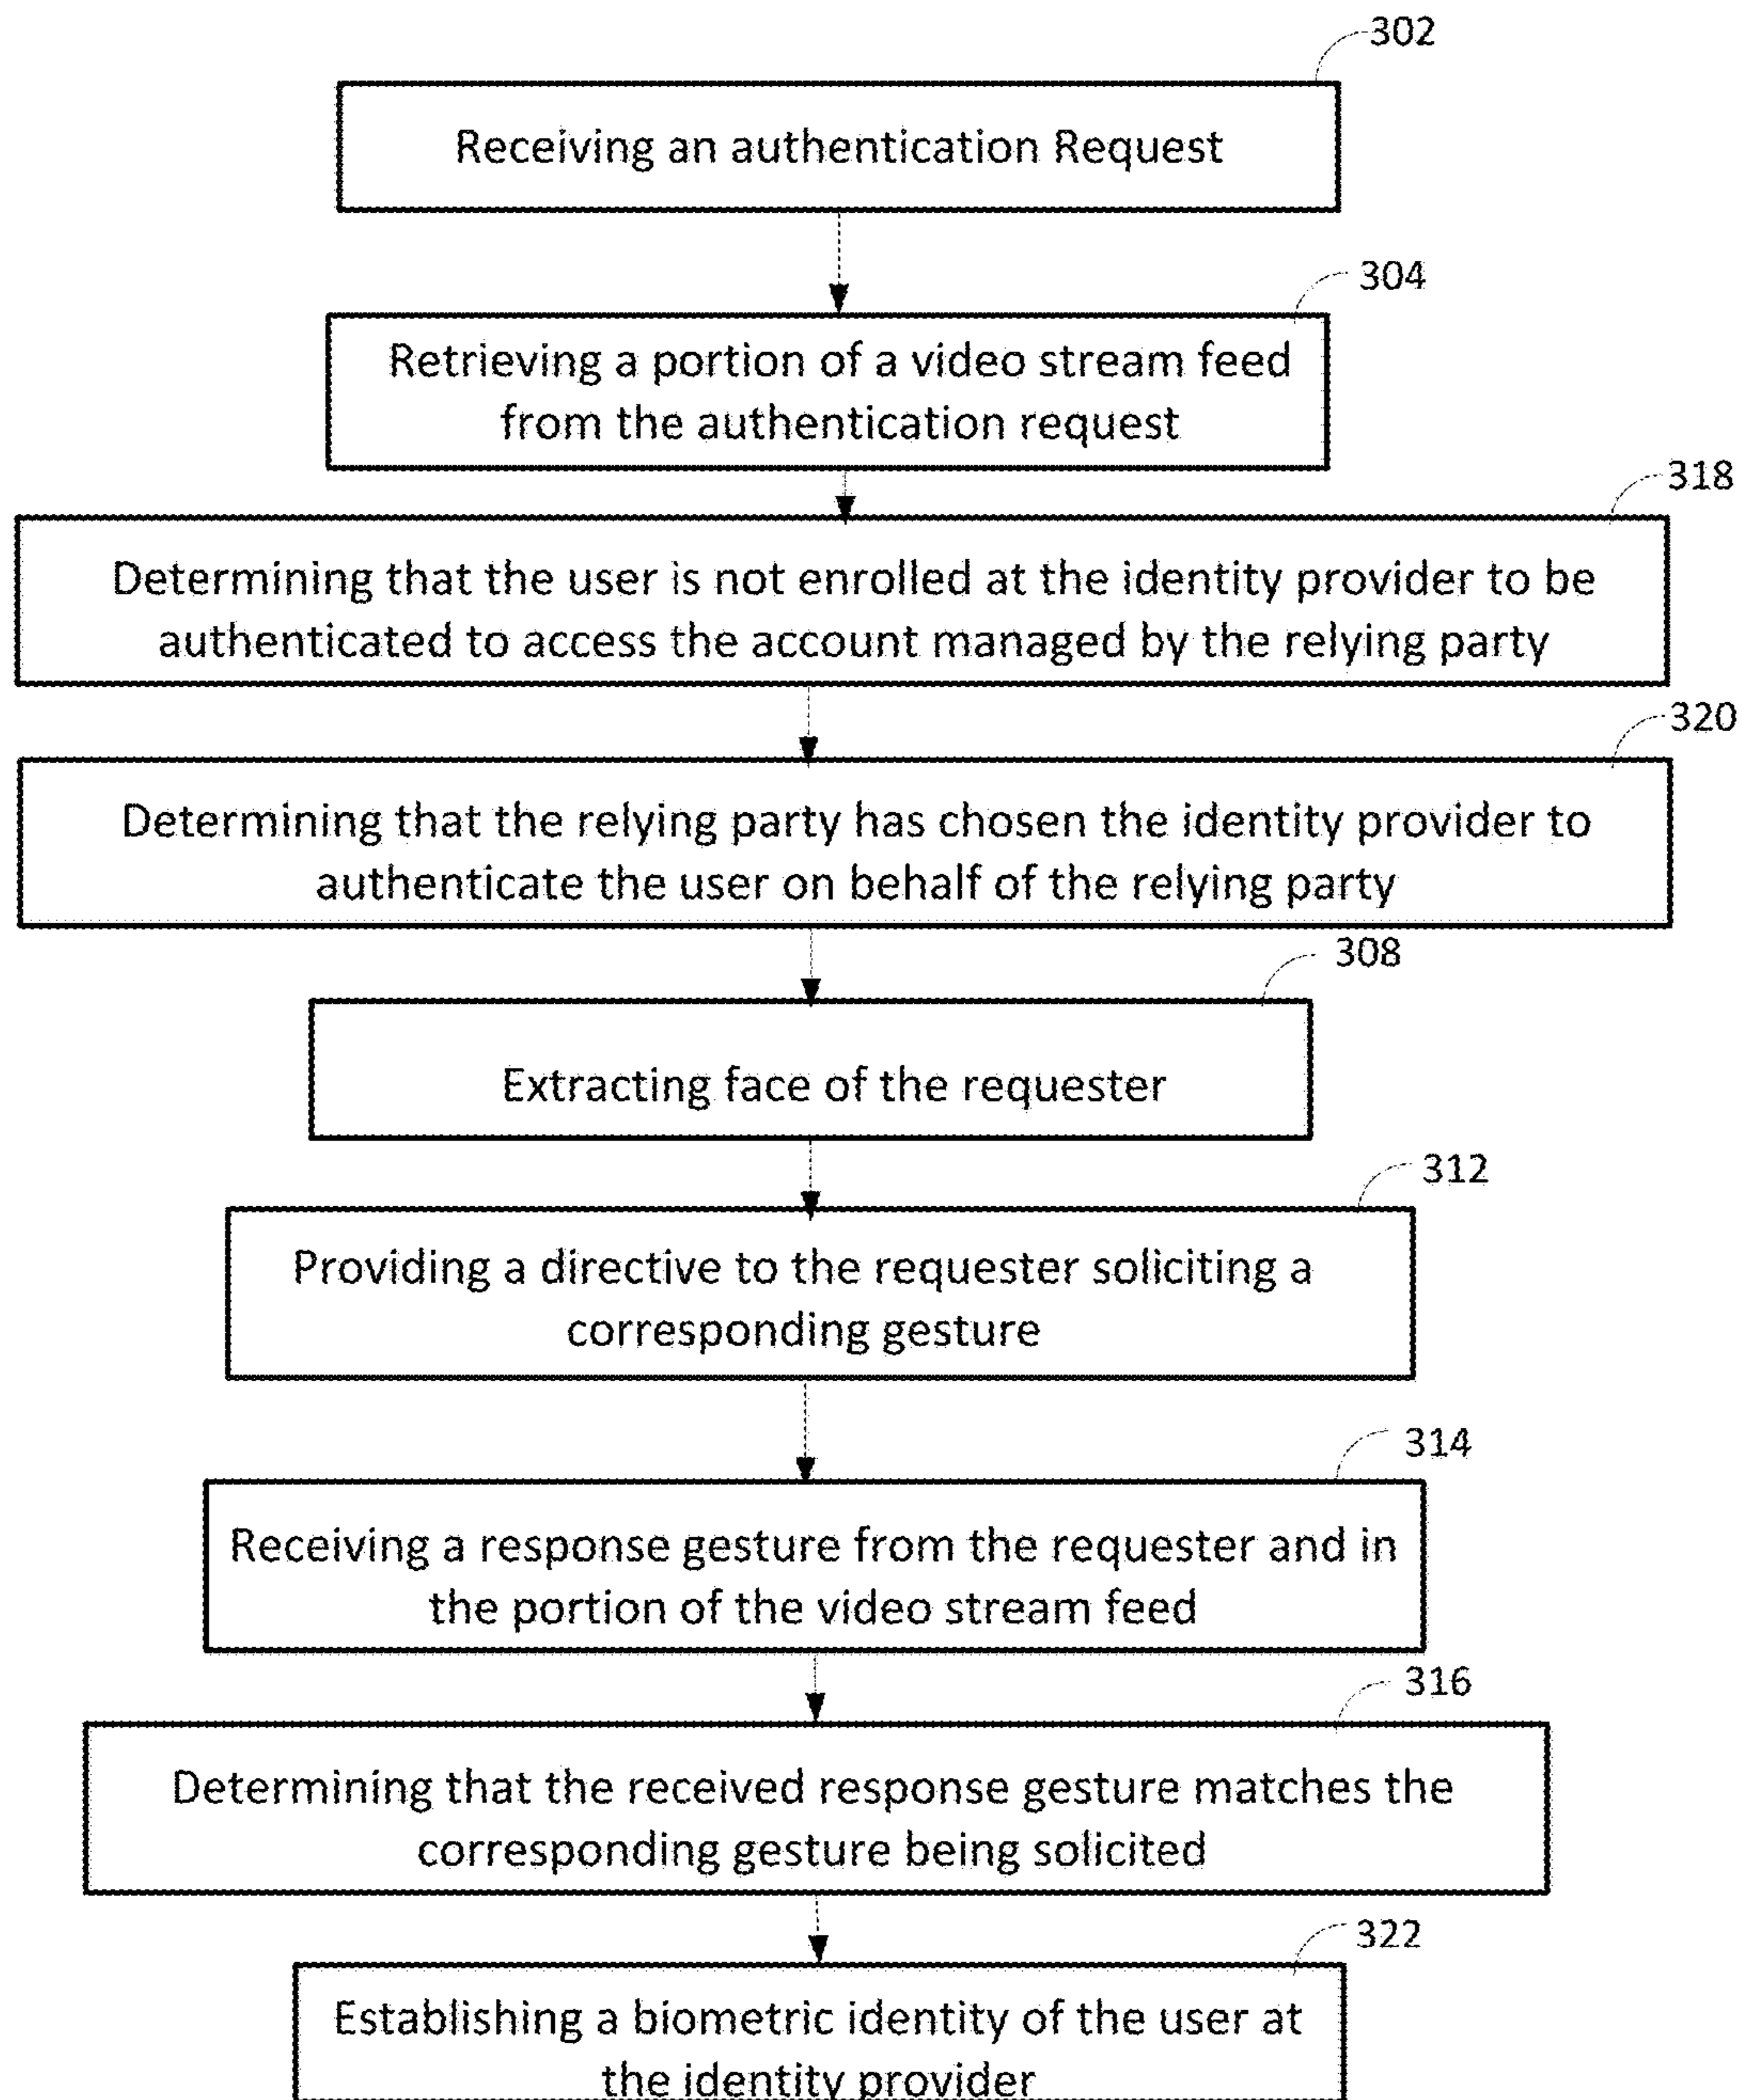 302
Receiving an authentication Request
304
Retrieving a portion of a video stream feed
from the authentication request
318
Determining that the user is not enrolled at the identity provider to be
authenticated to access the account managed by the relying party
320
Determining that the relying party has chosen the identity provider to
authenticate the user on behalf of the relying party
308
Extracting face of the requester
312
Providing a directive to the requester soliciting a
corresponding gesture
314
Receiving a response gesture from the requester and in
the portion of the video stream feed
316
Determining that the received response gesture matches the
corresponding gesture being solicited
322
Establishing a biometric identity of the user at
the identity provider